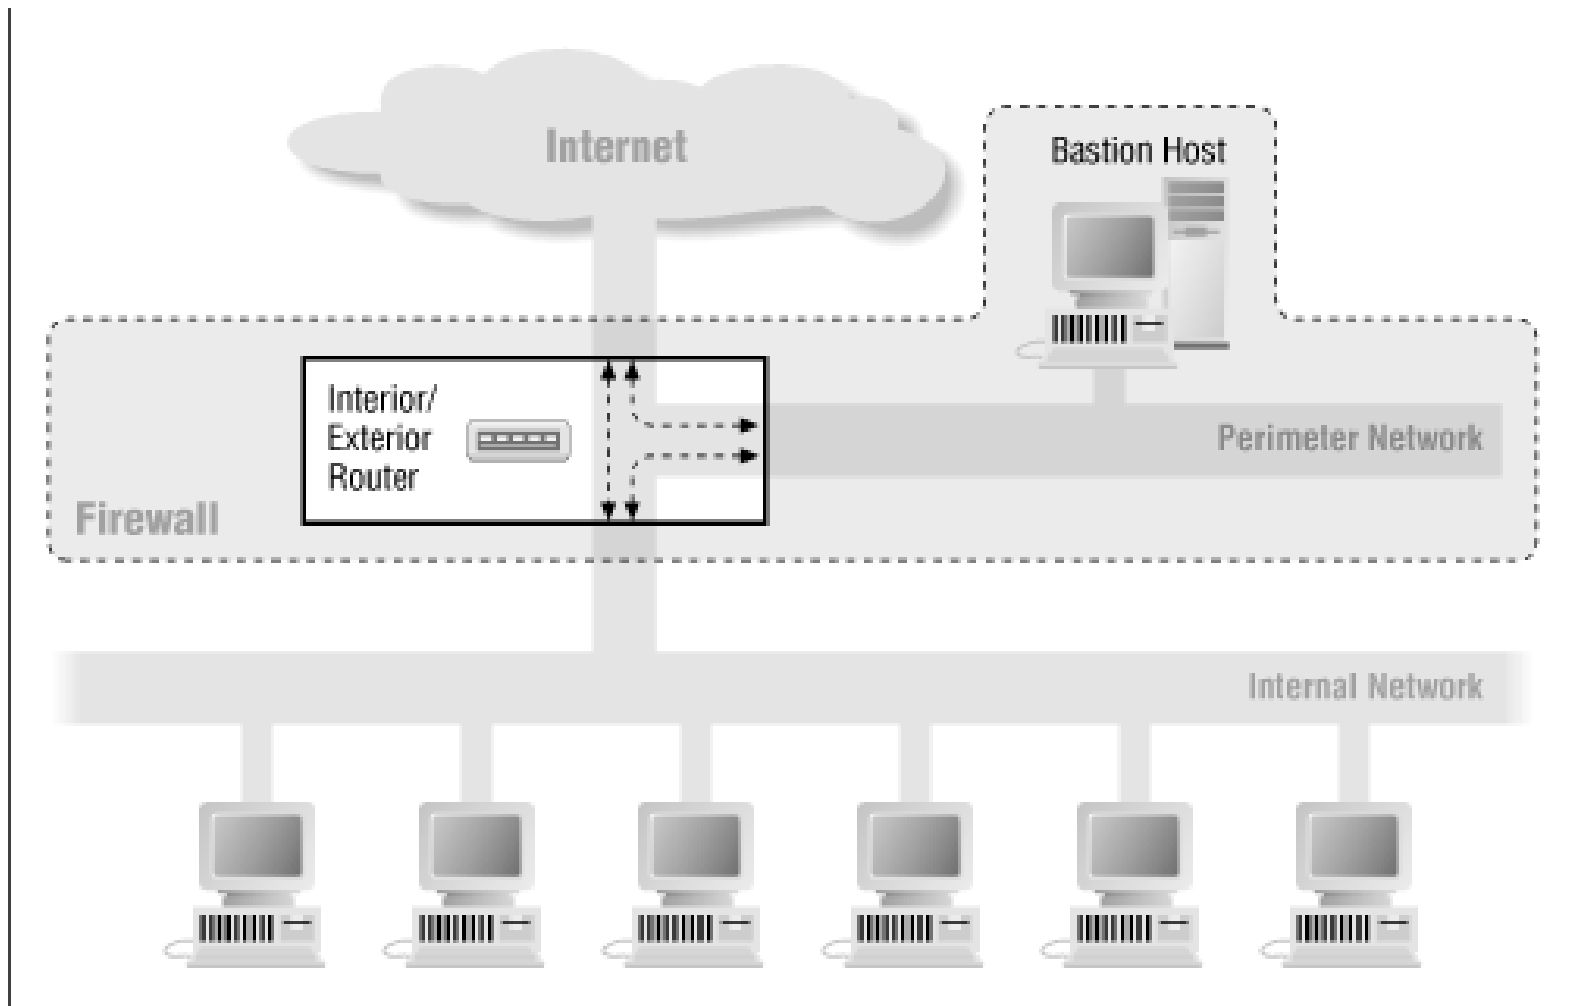 Internet
Bastion Host
Interior/
Exterior
Router
Perimeter Network
Firewall
Internal Network